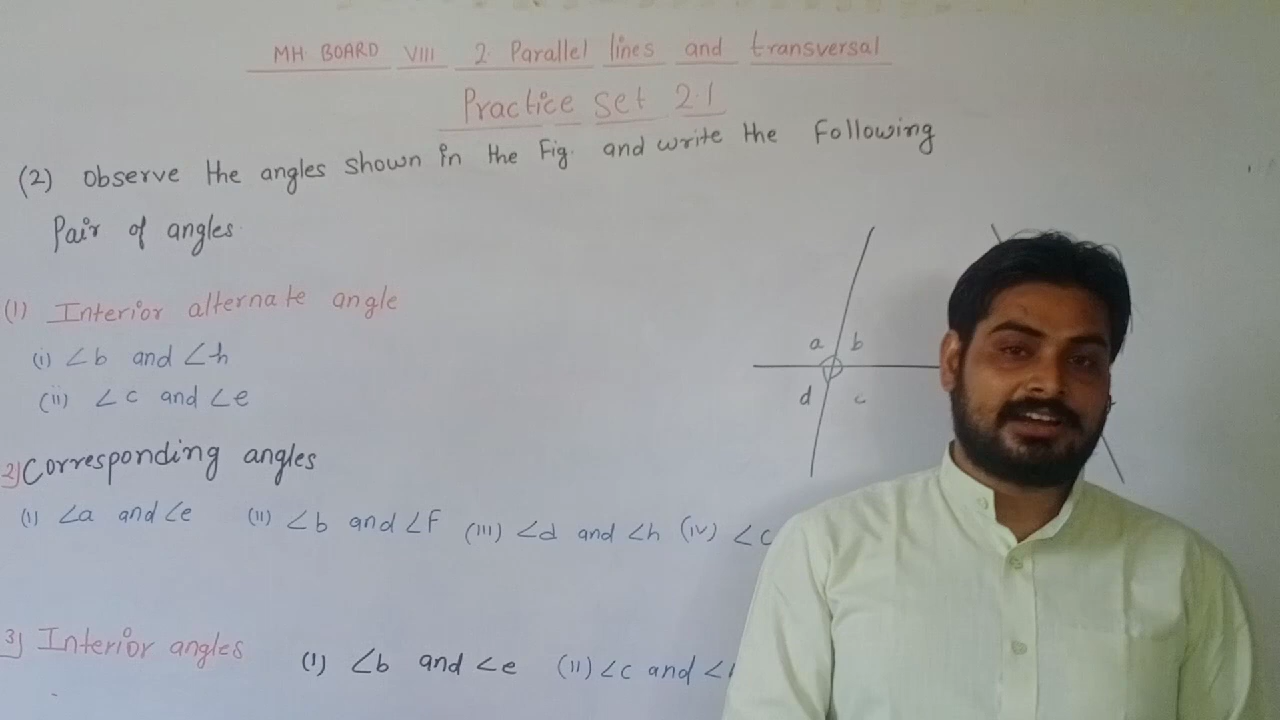 MH BOARD VIII 2. Parallel lines and transversal
Practice set 2.1
(2) observe the angles shown in the Fig. and write the Following
Pair of angles.
(1) Interior alternate angle
(i) ∠b and ∠h
(ii) ∠c and ∠e
2) Corresponding angles
(i) ∠a and ∠e (ii) ∠b and ∠F (iii) ∠d and ∠h (iv) ∠c
3) Interior angles (i) ∠b and ∠e (ii) ∠c and ∠
a b
d c